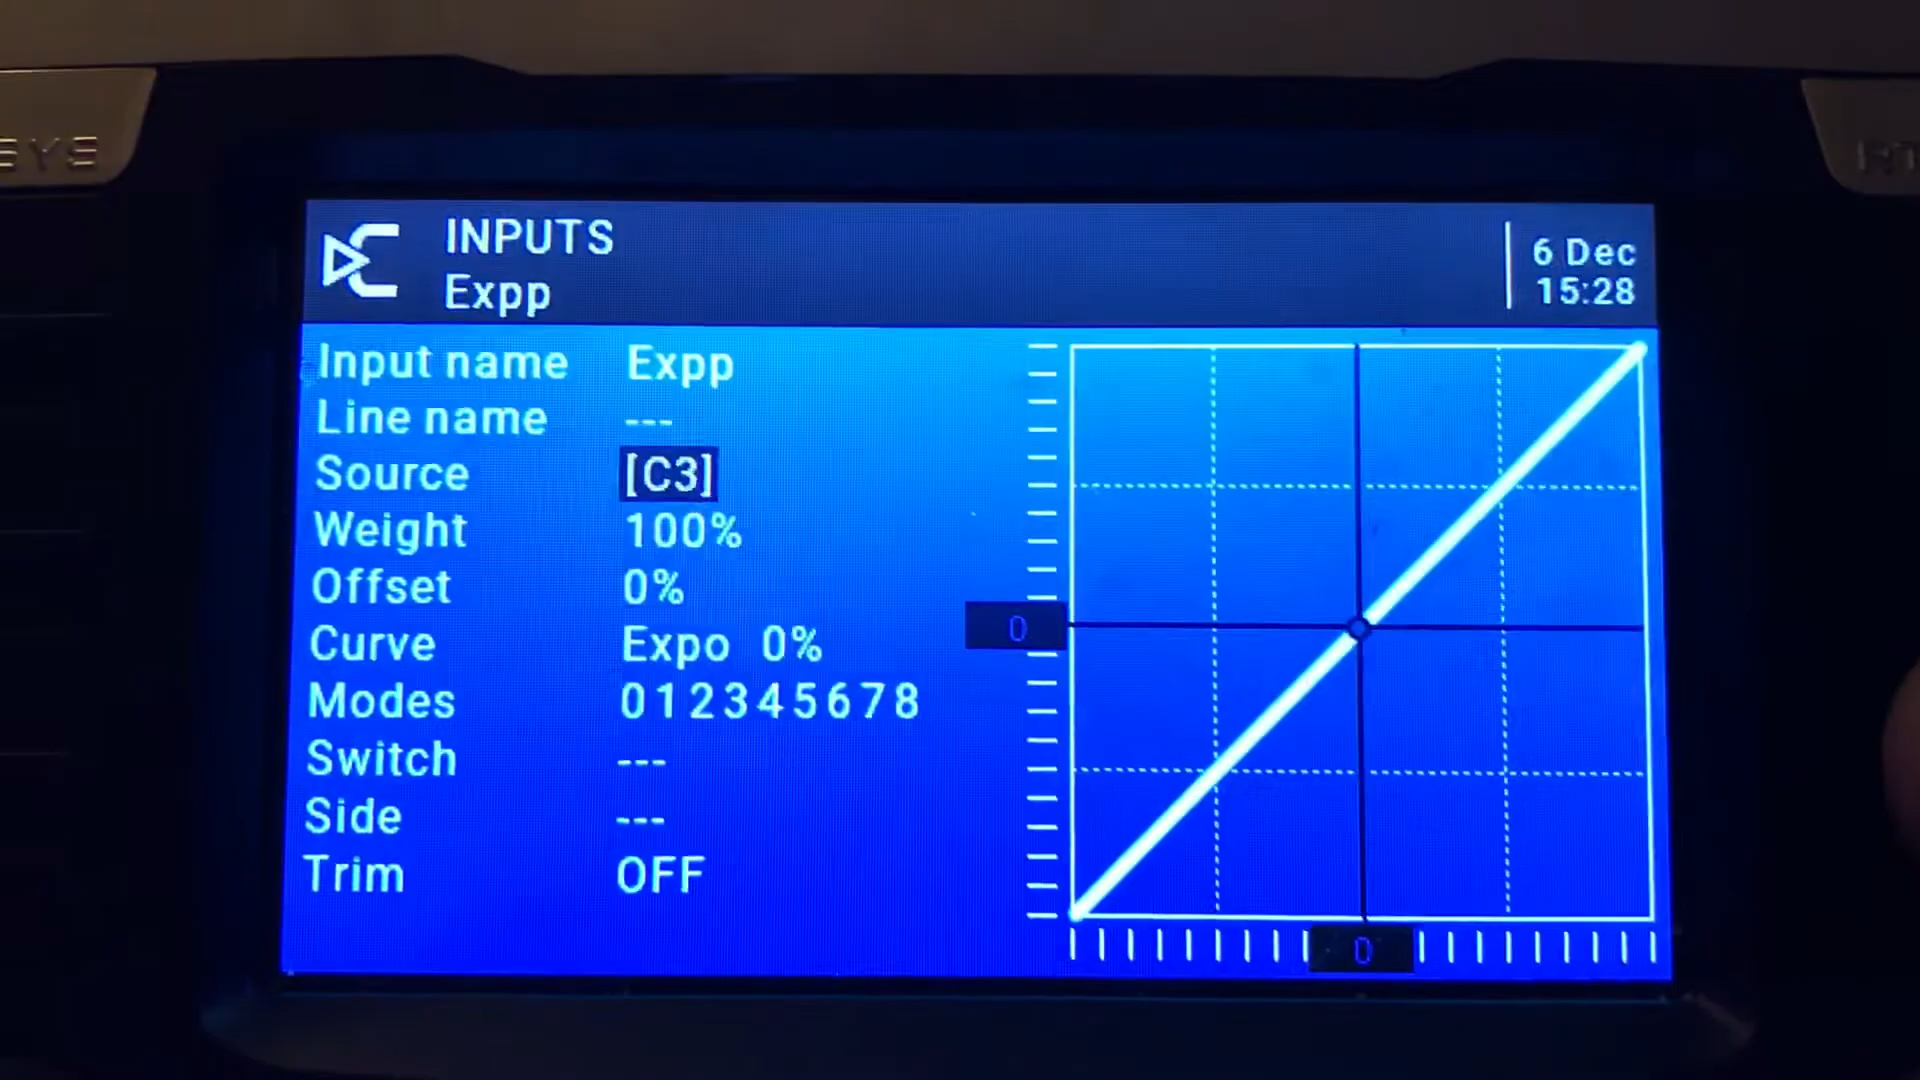 SYS
INPUTS
Expp
6 Dec
15:28
Input name Expp
Line name ---
Source [C3]
Weight 100%
Offset 0%
Curve Expo 0%
Modes 012345678
Switch ---
Side ---
Trim OFF
0
0